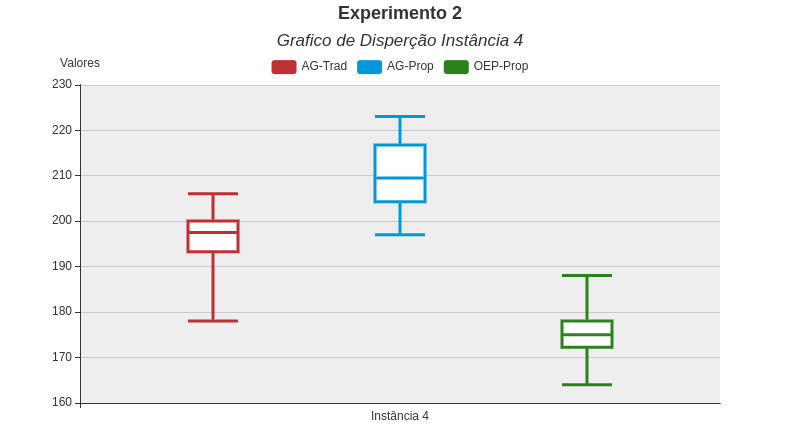 Experimento 2
Grafico de Disperção Instância 4
Valores
AG-Trad AG-Prop OEP-Prop
230
220
210
200
190
180
170
160
Instância 4